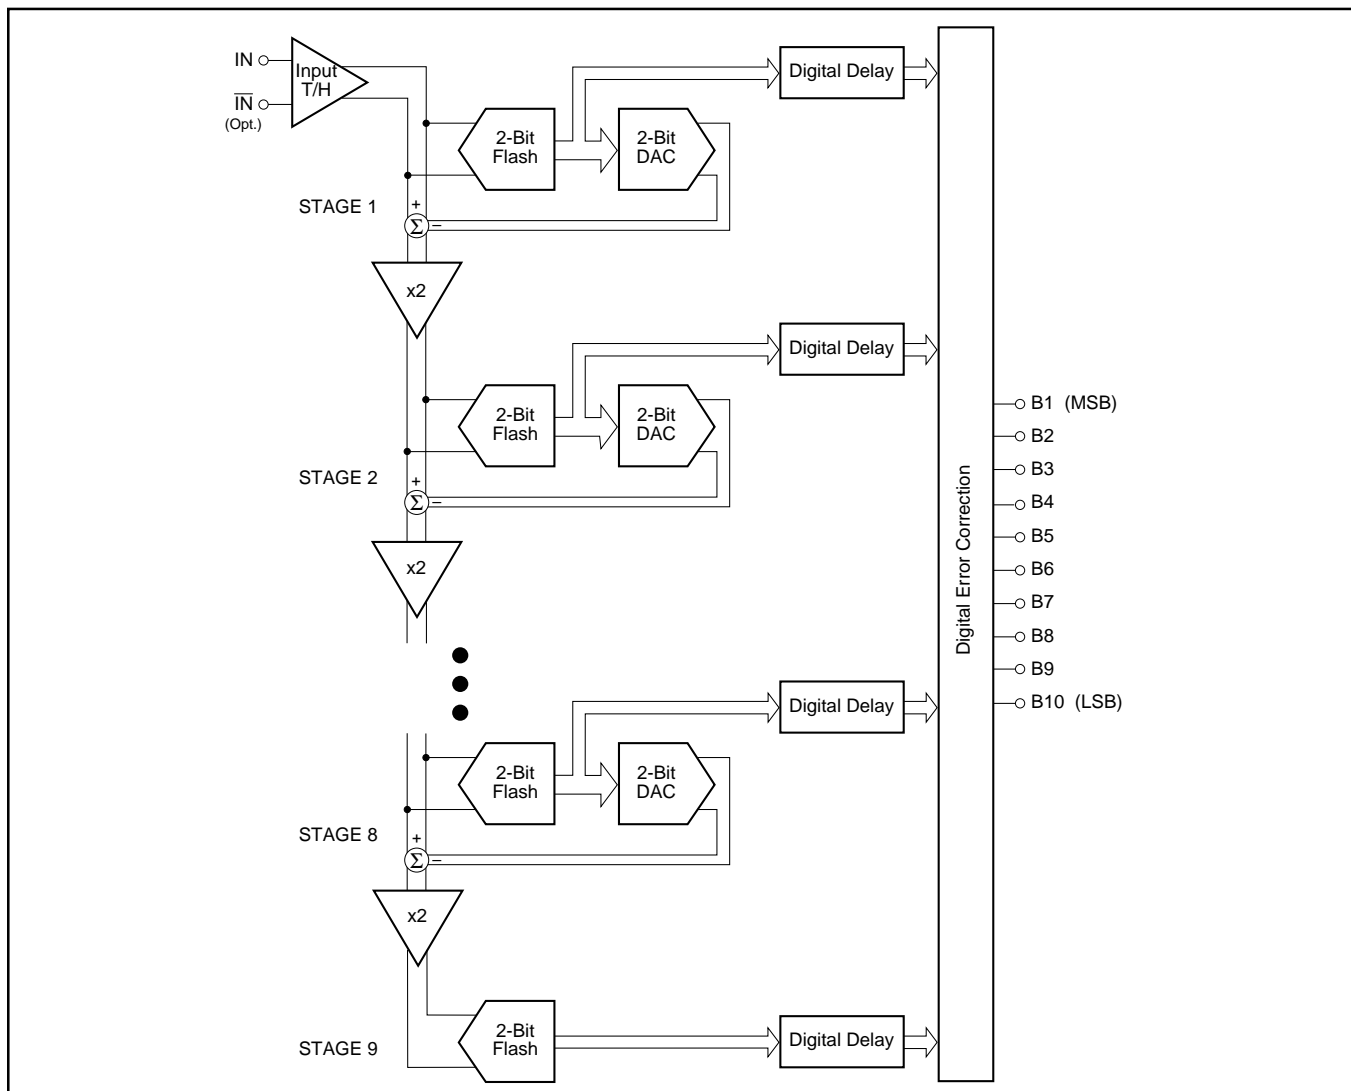 IN
Input
T/H
IN
(Opt.)
Digital Delay
2-Bit
Flash
2-Bit
DAC
STAGE 1
+
Σ
–
x2
Digital Delay
2-Bit
Flash
2-Bit
DAC
STAGE 2
+
Σ
–
x2
Digital Error Correction
B1 (MSB)
B2
B3
B4
B5
B6
B7
B8
B9
B10 (LSB)
Digital Delay
2-Bit
Flash
2-Bit
DAC
STAGE 8
+
Σ
–
x2
STAGE 9
2-Bit
Flash
Digital Delay